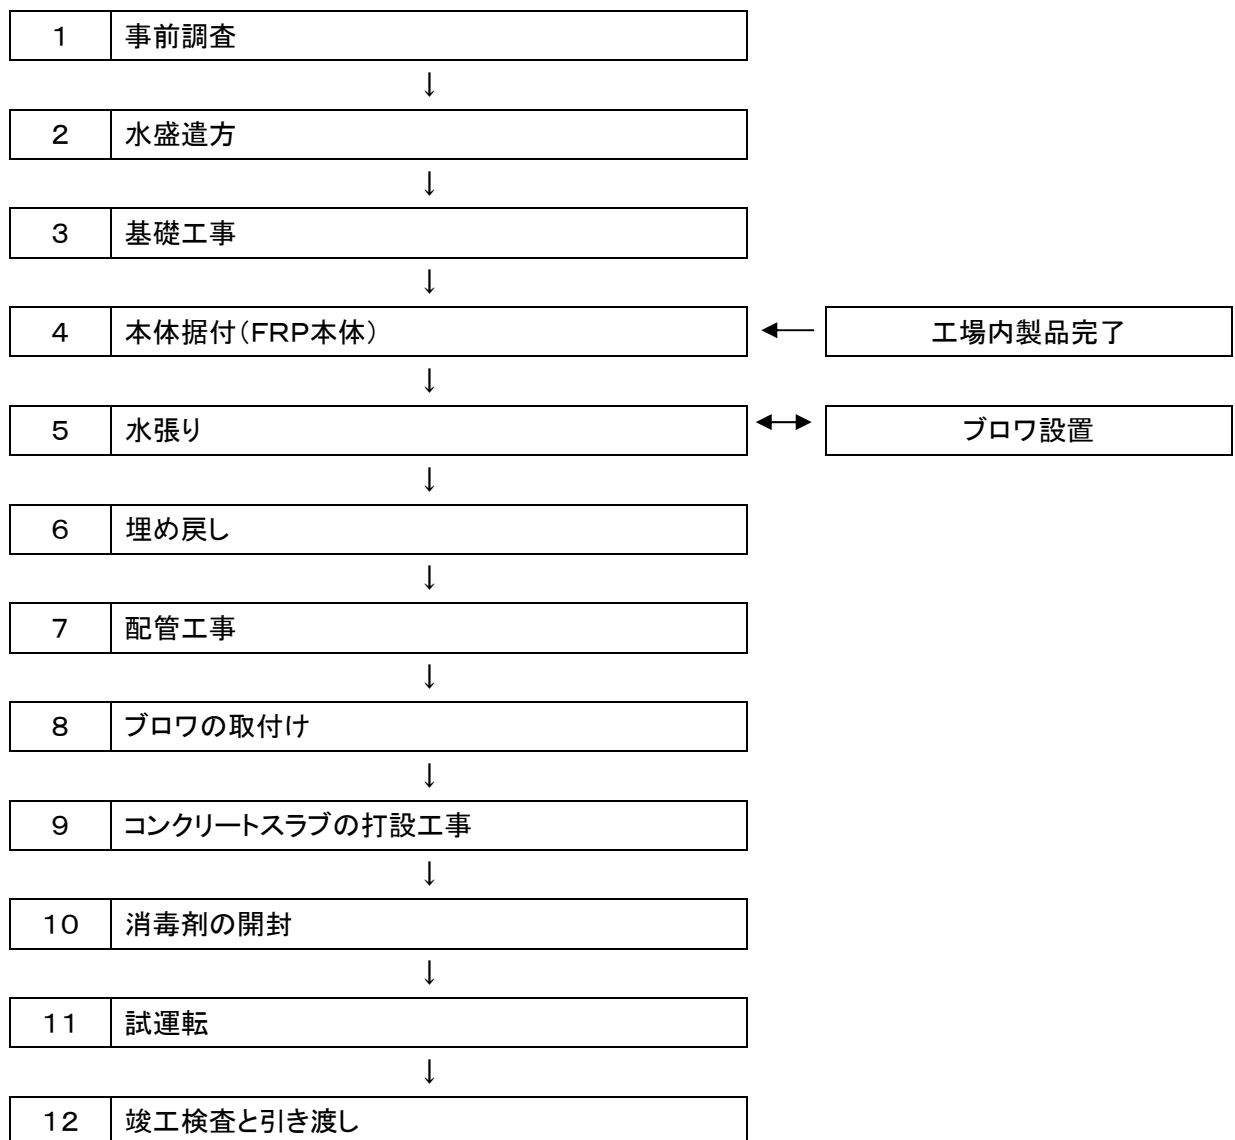 1 事前調査
↓
2 水盛遣方
↓
3 基礎工事
↓
4 本体据付(FRP本体) ← 工場内製品完了
↓
5 水張り ↔ ブロワ設置
↓
6 埋め戻し
↓
7 配管工事
↓
8 ブロワの取付け
↓
9 コンクリートスラブの打設工事
↓
10 消毒剤の開封
↓
11 試運転
↓
12 竣工検査と引き渡し